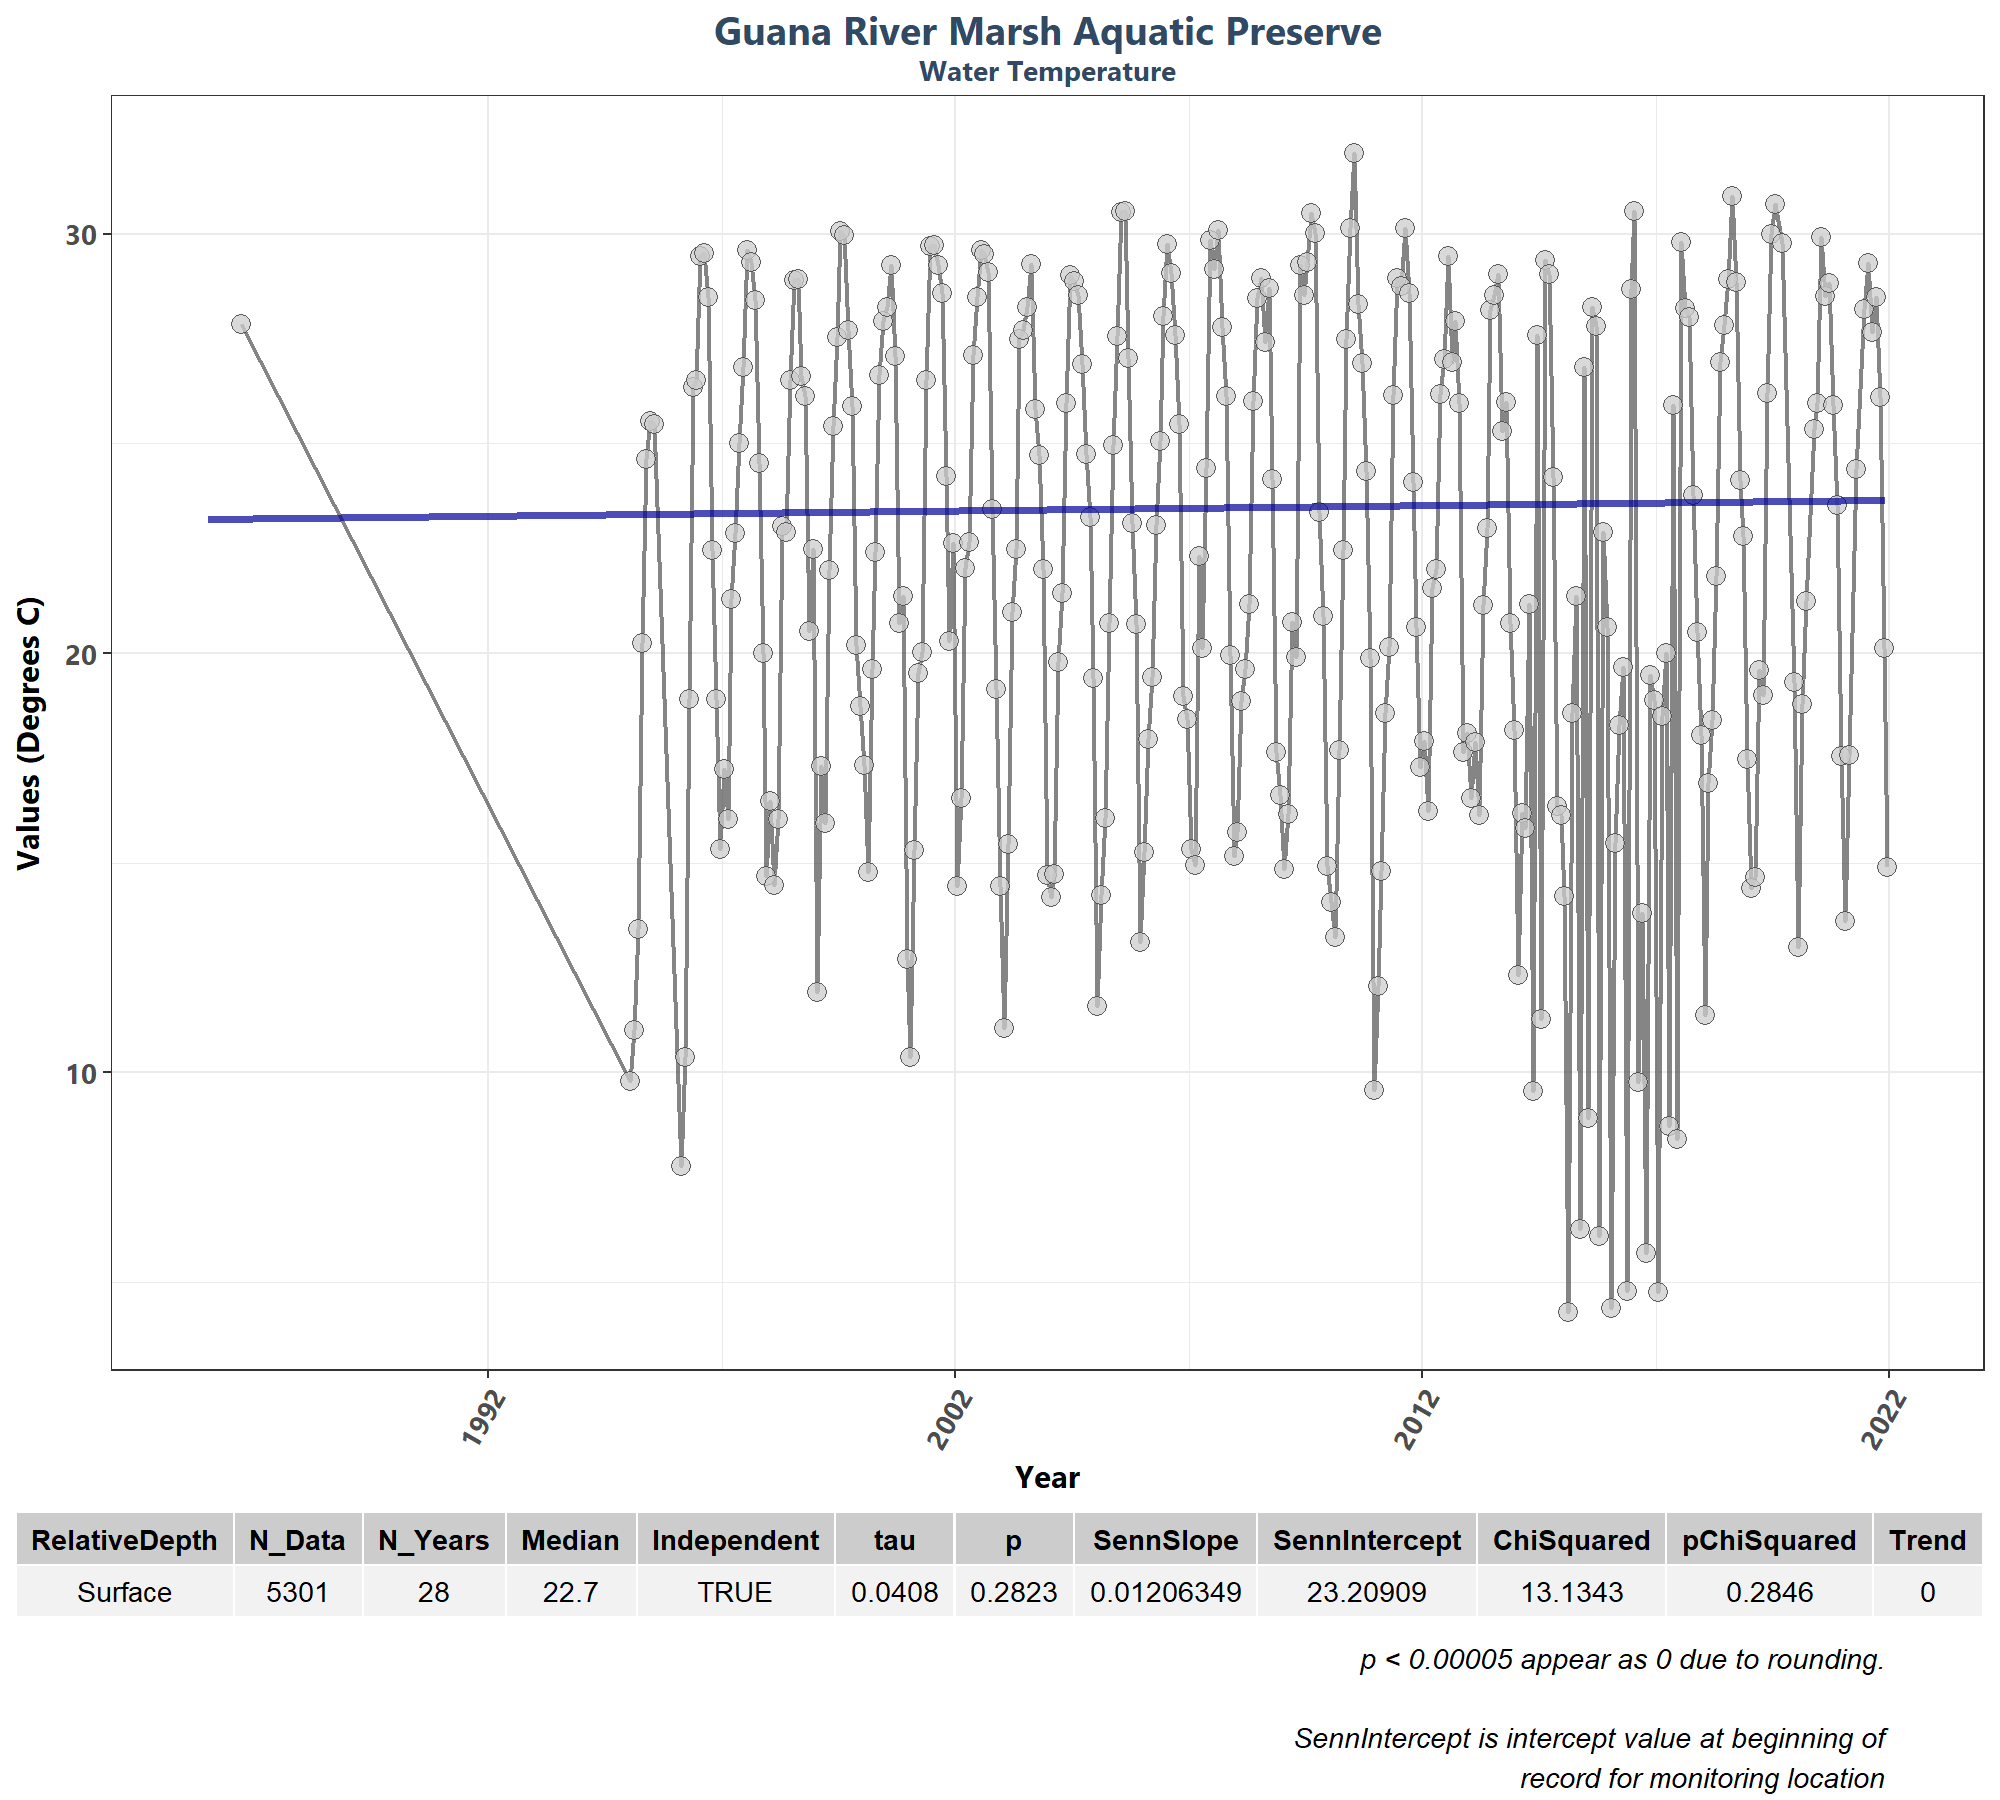 Guana River Marsh Aquatic Preserve
Water Temperature
Values (Degrees C)
30
20
10
1992
2002
2012
2022
Year
RelativeDepth N_Data N_Years Median Independent tau p SennSlope SennIntercept ChiSquared pChiSquared Trend
Surface 5301 28 22.7 TRUE 0.0408 0.2823 0.01206349 23.20909 13.1343 0.2846 0
p < 0.00005 appear as 0 due to rounding.
SennIntercept is intercept value at beginning of
record for monitoring location